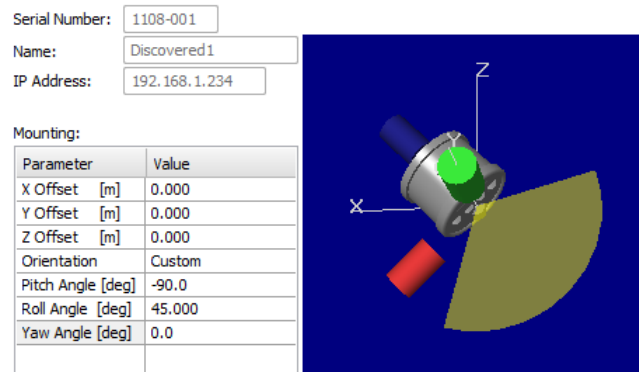 Serial Number: 1108-001
Name: Discovered1
IP Address: 192.168.1.234
Mounting:
Parameter Value
X Offset [m] 0.000
Y Offset [m] 0.000
Z Offset [m] 0.000
Orientation Custom
Pitch Angle [deg] -90.0
Roll Angle [deg] 45.000
Yaw Angle [deg] 0.0
Z
Y
X